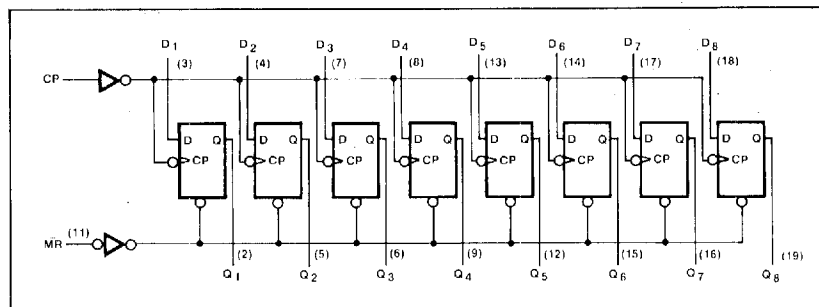 D1 D2 D3 D4 D5 D6 D7 D8
(3) (4) (7) (8) (13) (14) (17) (18)
CP
D Q D Q D Q D Q D Q D Q D Q D Q
CP CP CP CP CP CP CP CP
MR (11)
(2) (5) (6) (9) (12) (15) (16) (19)
Q1 Q2 Q3 Q4 Q5 Q6 Q7 Q8